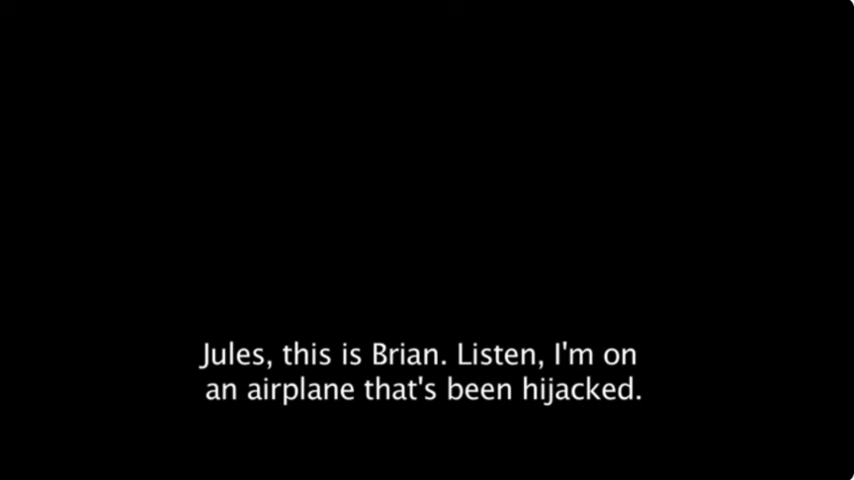 Jules, this is Brian. Listen, I'm on
an airplane that's been hijacked.